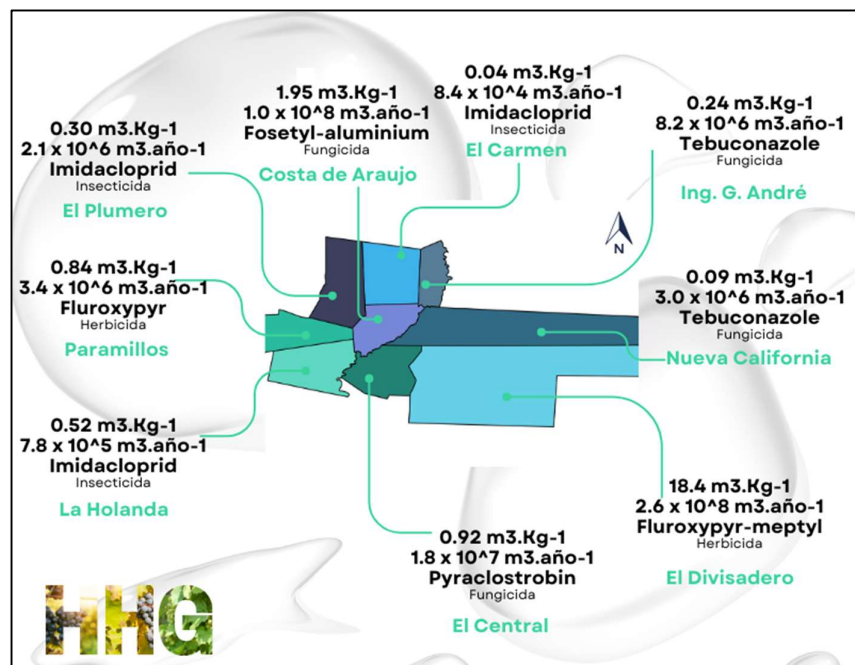 0.30 m3.Kg-1
2.1 x 10^6 m3.año-1
Imidacloprid
Insecticida
El Plumero
1.95 m3.Kg-1
1.0 x 10^8 m3.año-1
Fosetyl-aluminium
Fungicida
Costa de Araujo
0.04 m3.Kg-1
8.4 x 10^4 m3.año-1
Imidacloprid
Insecticida
El Carmen
0.24 m3.Kg-1
8.2 x 10^6 m3.año-1
Tebuconazole
Fungicida
Ing. G. André
N
0.84 m3.Kg-1
3.4 x 10^6 m3.año-1
Fluroxypyr
Herbicida
Paramillos
0.09 m3.Kg-1
3.0 x 10^6 m3.año-1
Tebuconazole
Fungicida
Nueva California
0.52 m3.Kg-1
7.8 x 10^5 m3.año-1
Imidacloprid
Insecticida
La Holanda
0.92 m3.Kg-1
1.8 x 10^7 m3.año-1
Pyraclostrobin
Fungicida
El Central
18.4 m3.Kg-1
2.6 x 10^8 m3.año-1
Fluroxypyr-meptyl
Herbicida
El Divisadero
HHG